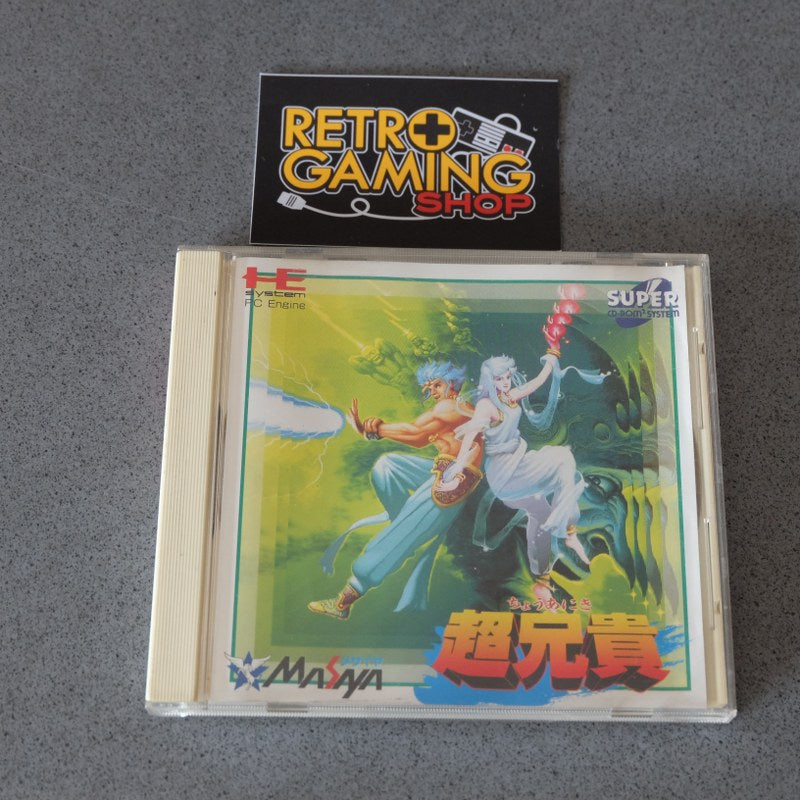 RETRO
GAMING
SHOP
HE
system
PC Engine
SUPER
CD-ROM² SYSTEM
ちょうあにき
超兄貴
MASAYA